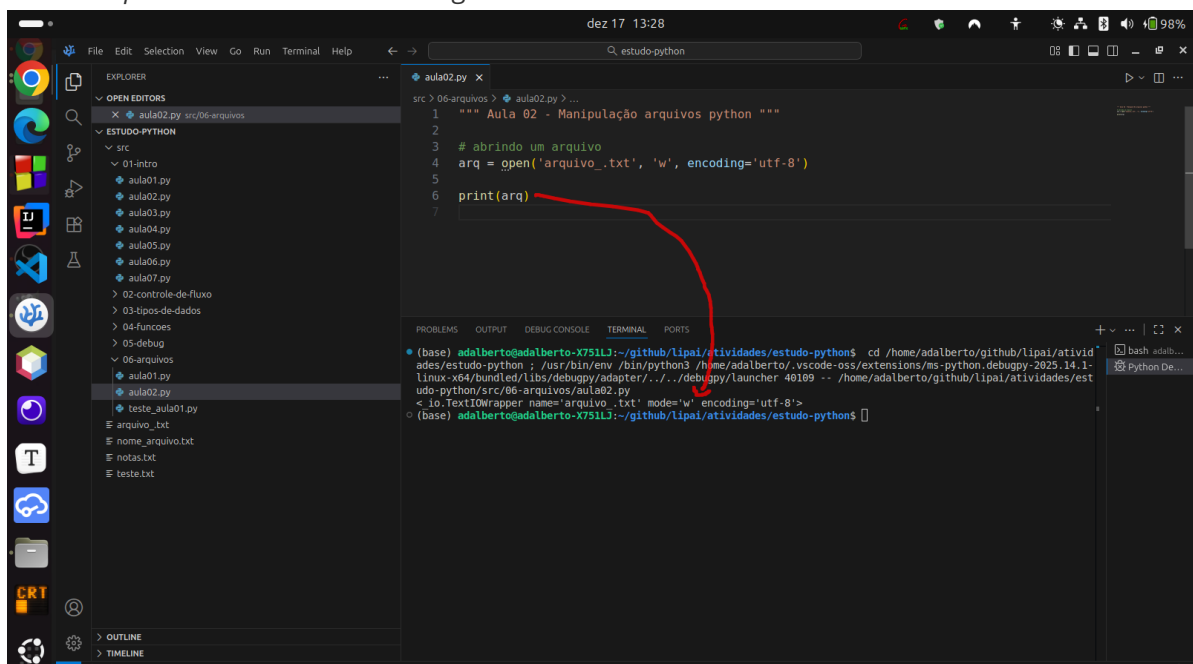 dez 17 13:28
98%
File Edit Selection View Go Run Terminal Help
estudo-python
EXPLORER
OPEN EDITORS
aula02.py src/06-arquivos
ESTUDO-PYTHON
src
01-intro
aula01.py
aula02.py
aula03.py
aula04.py
aula05.py
aula06.py
aula07.py
02-controle-de-fluxo
03-tipos-de-dados
04-funcoes
05-debug
06-arquivos
aula01.py
aula02.py
teste_aula01.py
arquivo_.txt
nome_arquivo.txt
notas.txt
teste.txt
OUTLINE
TIMELINE
aula02.py
src > 06-arquivos > aula02.py > ...
1 """ Aula 02 - Manipulação arquivos python """
2
3 # abrindo um arquivo
4 arq = open('arquivo_.txt', 'w', encoding='utf-8')
5
6 print(arq)
7
PROBLEMS OUTPUT DEBUG CONSOLE TERMINAL PORTS
(base) adalberto@adalberto-X751LJ:~/github/lipai/atividades/estudo-python$ cd /home/adalberto/github/lipai/ativid
ades/estudo-python ; /usr/bin/env /bin/python3 /home/adalberto/.vscode-oss/extensions/ms-python.debugpy-2025.14.1-
linux-x64/bundled/libs/debugpy/adapter/../../debugpy/launcher 40109 -- /home/adalberto/github/lipai/atividades/est
udo-python/src/06-arquivos/aula02.py
<_io.TextIOWrapper name='arquivo_.txt' mode='w' encoding='utf-8'>
(base) adalberto@adalberto-X751LJ:~/github/lipai/atividades/estudo-python$
bash adalb...
Python De...
IJ
T
CRT